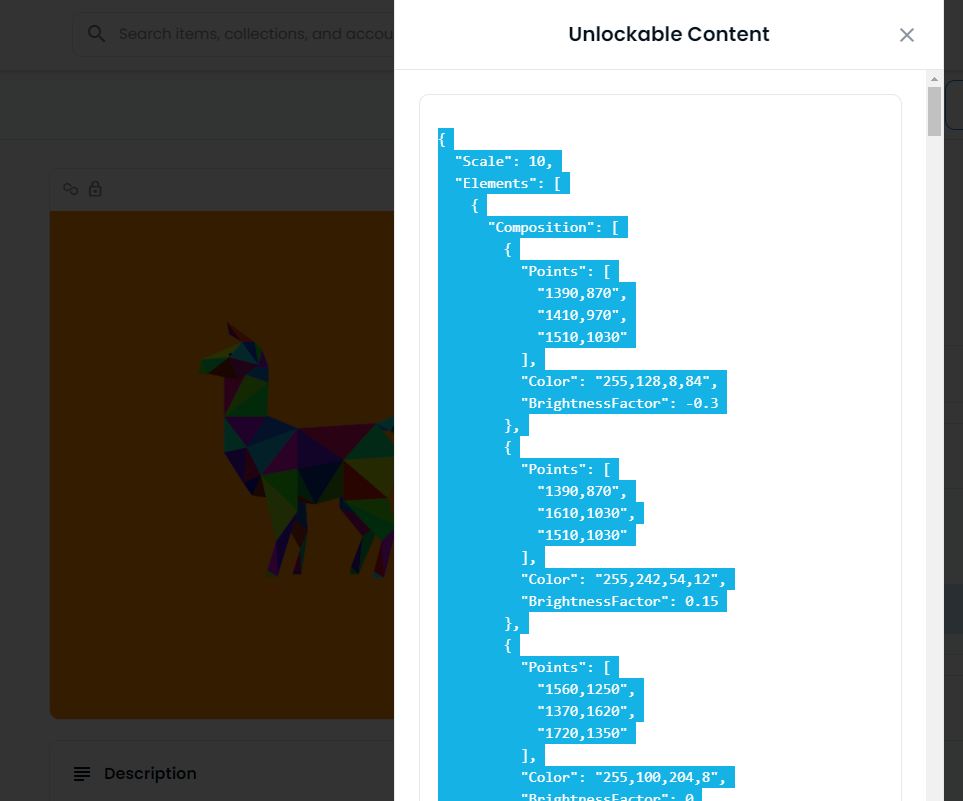 Search items, collections, and accou
Unlockable Content
{
"Scale": 10,
"Elements": [
{
"Composition": [
{
"Points": [
"1390,870",
"1410,970",
"1510,1030"
],
"Color": "255,128,8,84",
"BrightnessFactor": -0.3
},
{
"Points": [
"1390,870",
"1610,1030",
"1510,1030"
],
"Color": "255,242,54,12",
"BrightnessFactor": 0.15
},
{
"Points": [
"1560,1250",
"1370,1620",
"1720,1350"
],
"Color": "255,100,204,8",
"BrightnessFactor": 0
Description